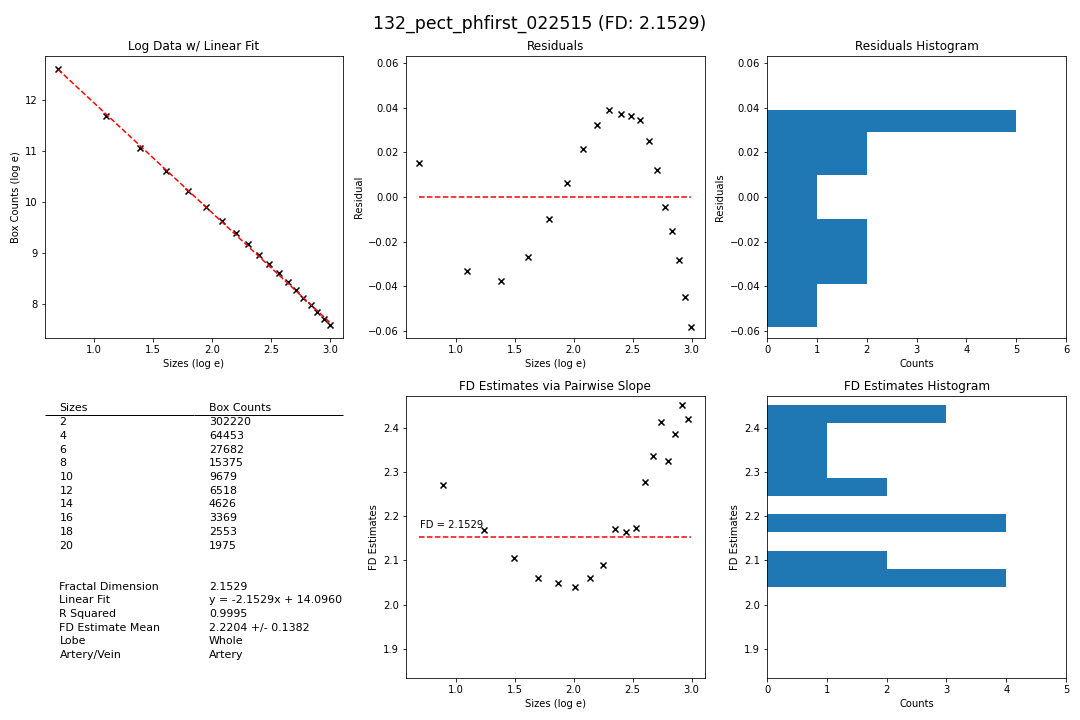 132_pect_phfirst_022515 (FD: 2.1529)
Log Data w/ Linear Fit
12
11
10
9
8
Box Counts (log e)
1.0 1.5 2.0 2.5 3.0
Sizes (log e)
Residuals
0.06
0.04
0.02
0.00
−0.02
−0.04
−0.06
Residual
1.0 1.5 2.0 2.5 3.0
Sizes (log e)
Residuals Histogram
0.06
0.04
0.02
0.00
−0.02
−0.04
−0.06
Residuals
0 1 2 3 4 5 6
Counts
Sizes Box Counts
2 302220
4 64453
6 27682
8 15375
10 9679
12 6518
14 4626
16 3369
18 2553
20 1975
Fractal Dimension 2.1529
Linear Fit y = -2.1529x + 14.0960
R Squared 0.9995
FD Estimate Mean 2.2204 +/- 0.1382
Lobe Whole
Artery/Vein Artery
FD Estimates via Pairwise Slope
2.4
2.3
2.2
2.1
2.0
1.9
FD Estimates
FD = 2.1529
1.0 1.5 2.0 2.5 3.0
Sizes (log e)
FD Estimates Histogram
2.4
2.3
2.2
2.1
2.0
1.9
FD Estimates
0 1 2 3 4 5
Counts